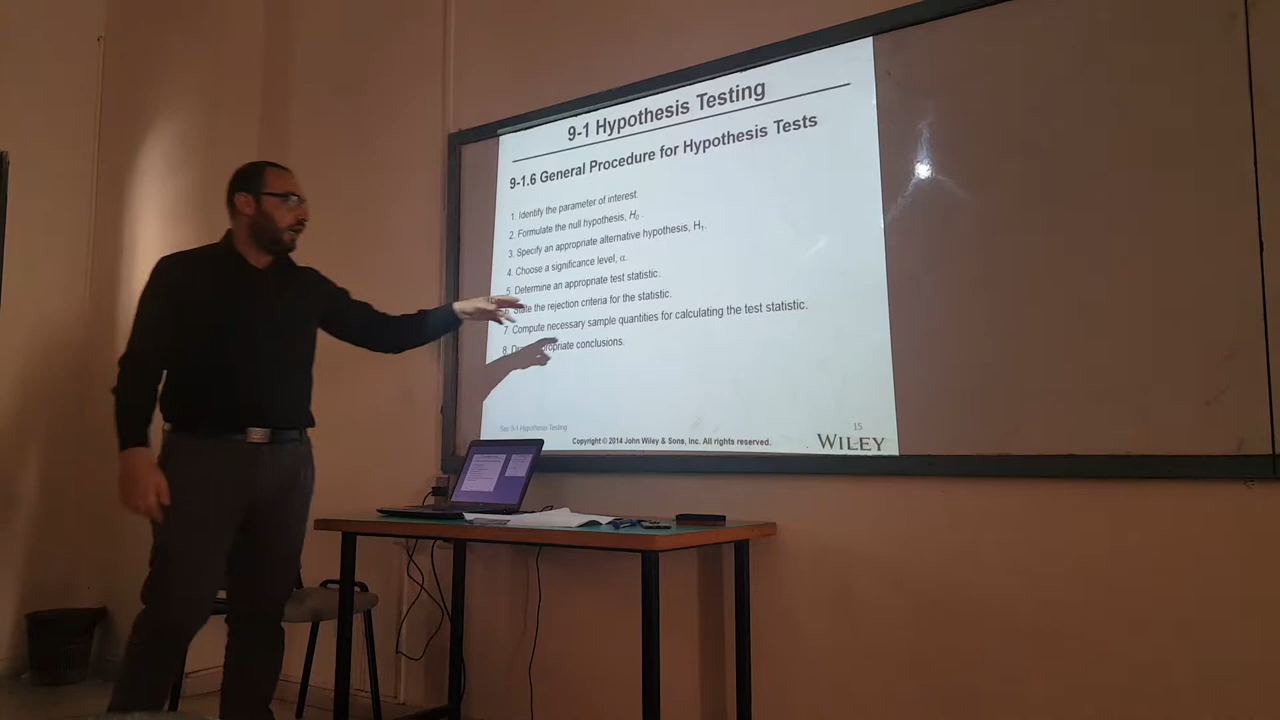 9-1 Hypothesis Testing
9-1.6 General Procedure for Hypothesis Tests
1. Identify the parameter of interest.
2. Formulate the null hypothesis, H₀ .
3. Specify an appropriate alternative hypothesis, H₁.
4. Choose a significance level, α.
5. Determine an appropriate test statistic.
the rejection criteria for the statistic.
7. Compute necessary sample quantities for calculating the test statistic.
8. conclusions.
Sec 9-1 Hypothesis Testing
15
Copyright © 2014 John Wiley & Sons, Inc. All rights reserved.
WILEY